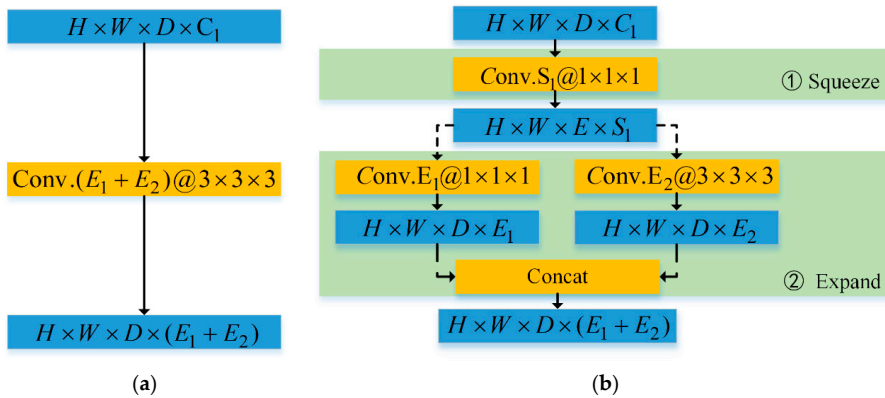 H × W × D × C₁
Conv.(E₁ + E₂)@3 × 3 × 3
H × W × D × (E₁ + E₂)
(a)
H × W × D × C₁
Conv.S₁@1 × 1 × 1
① Squeeze
H × W × E × S₁
Conv.E₁@1 × 1 × 1
Conv.E₂@3 × 3 × 3
H × W × D × E₁
H × W × D × E₂
Concat
② Expand
H × W × D × (E₁ + E₂)
(b)